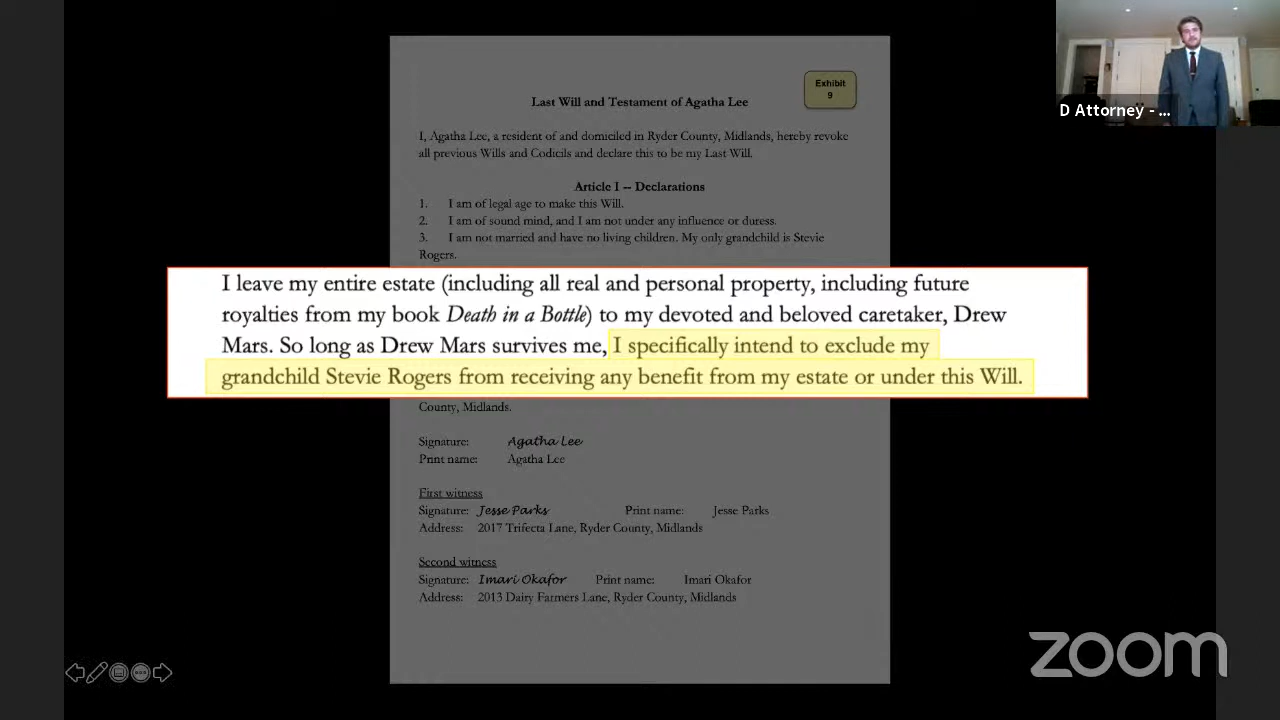 D Attorney - ...
Exhibit
9
Last Will and Testament of Agatha Lee
I, Agatha Lee, a resident of and domiciled in Ryder County, Midlands, hereby revoke
all previous Wills and Codicils and declare this to be my Last Will.
Article I -- Declarations
1. I am of legal age to make this Will.
2. I am of sound mind, and I am not under any influence or duress.
3. I am not married and have no living children. My only grandchild is Stevie
Rogers.
I leave my entire estate (including all real and personal property, including future
royalties from my book Death in a Bottle) to my devoted and beloved caretaker, Drew
Mars. So long as Drew Mars survives me, I specifically intend to exclude my
grandchild Stevie Rogers from receiving any benefit from my estate or under this Will.
County, Midlands.
Signature: Agatha Lee
Print name: Agatha Lee
First witness
Signature: Jesse Parks Print name: Jesse Parks
Address: 2017 Trifecta Lane, Ryder County, Midlands
Second witness
Signature: Imari Okafor Print name: Imari Okafor
Address: 2013 Dairy Farmers Lane, Ryder County, Midlands
zoom